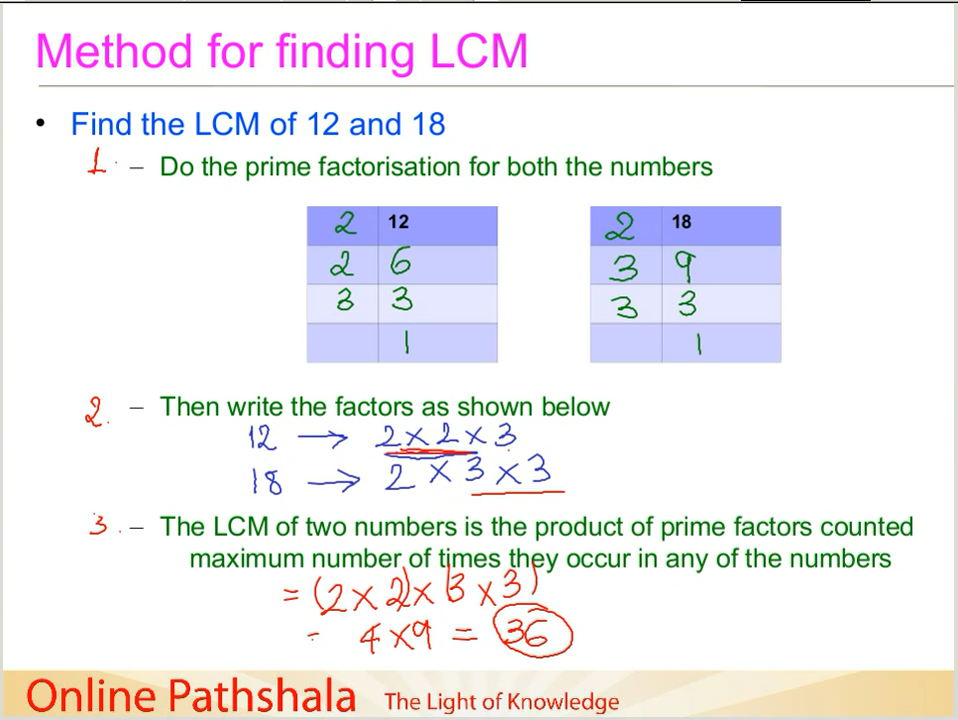 Method for finding LCM
• Find the LCM of 12 and 18
1. – Do the prime factorisation for both the numbers
2 12
2 6
3 3
1
2 18
3 9
3 3
1
2. – Then write the factors as shown below
12 → 2 × 2 × 3
18 → 2 × 3 × 3
3. – The LCM of two numbers is the product of prime factors counted
maximum number of times they occur in any of the numbers
= (2 × 2) × (3 × 3)
= 4 × 9 = 36
Online Pathshala The Light of Knowledge